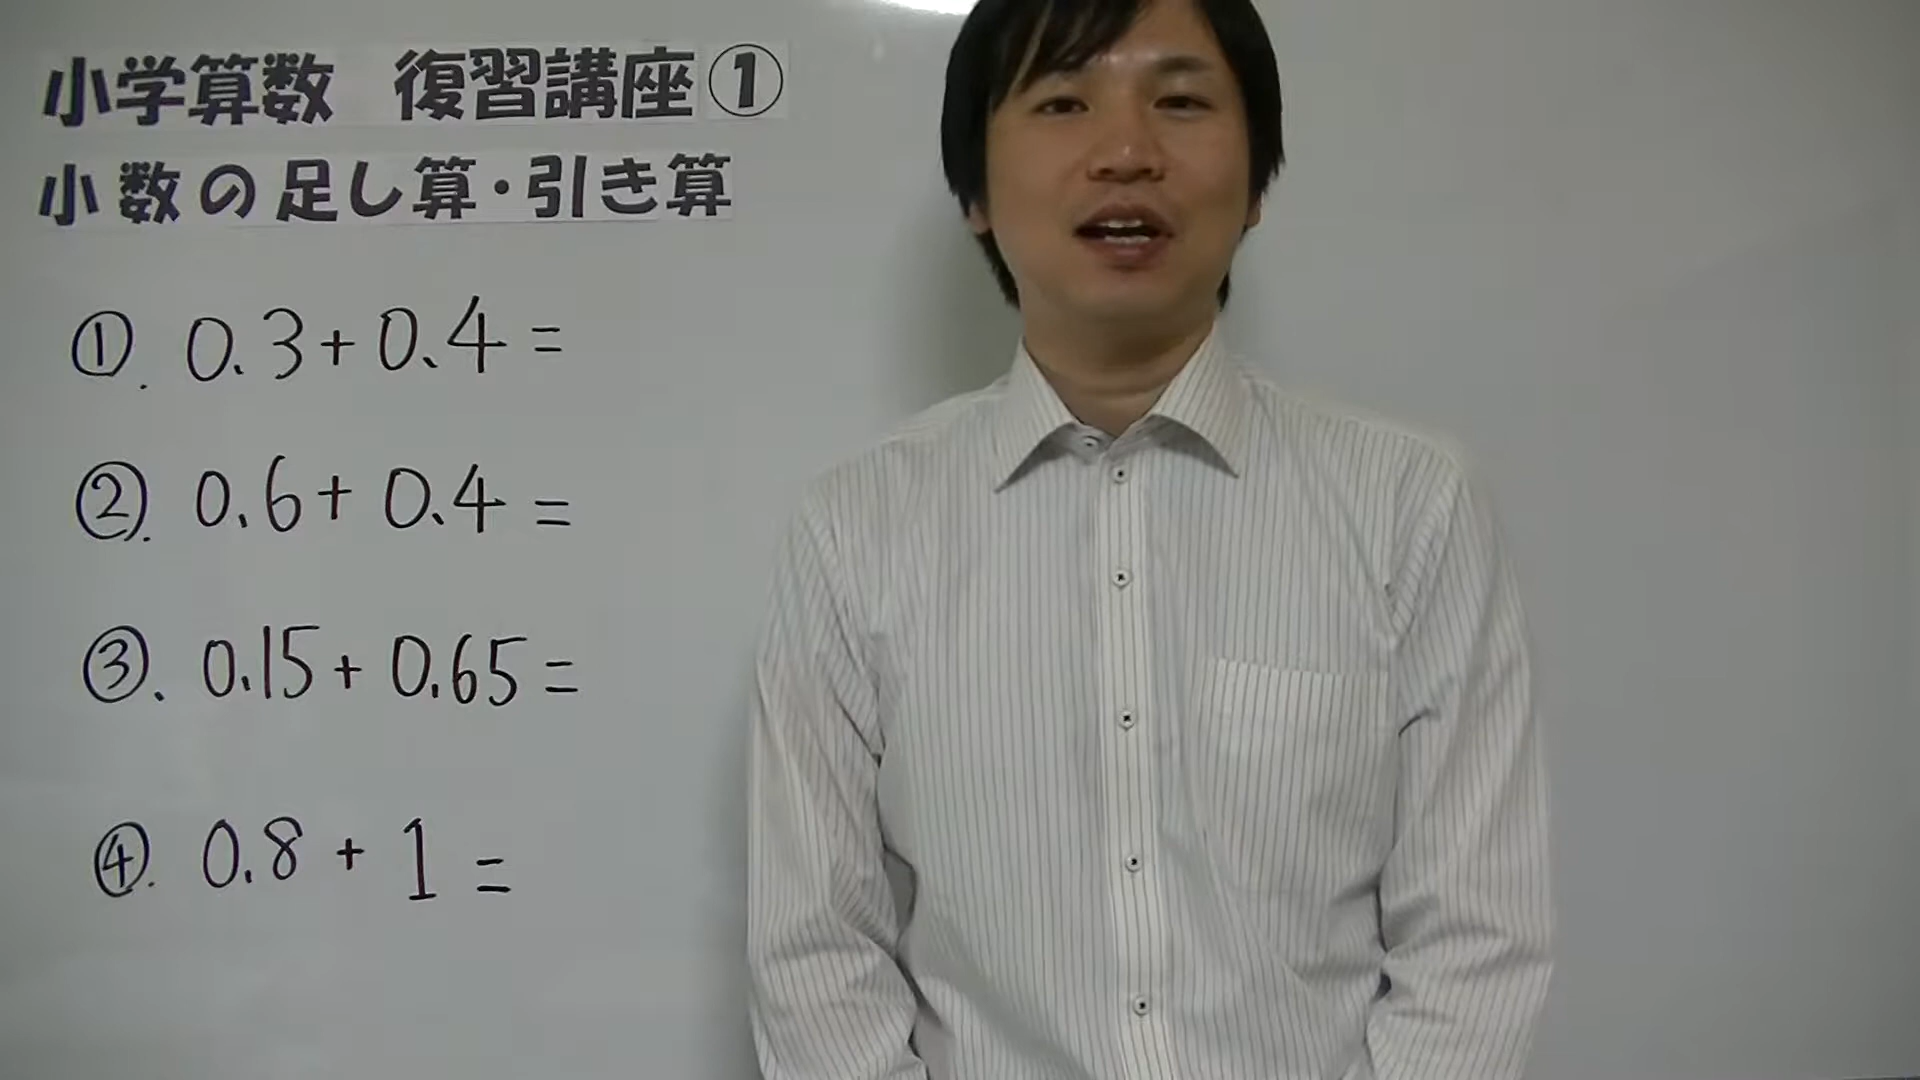 小学算数 復習講座①
小数の足し算・引き算
①. 0.3+0.4=
②. 0.6+0.4=
③. 0.15+0.65=
④. 0.8+1=